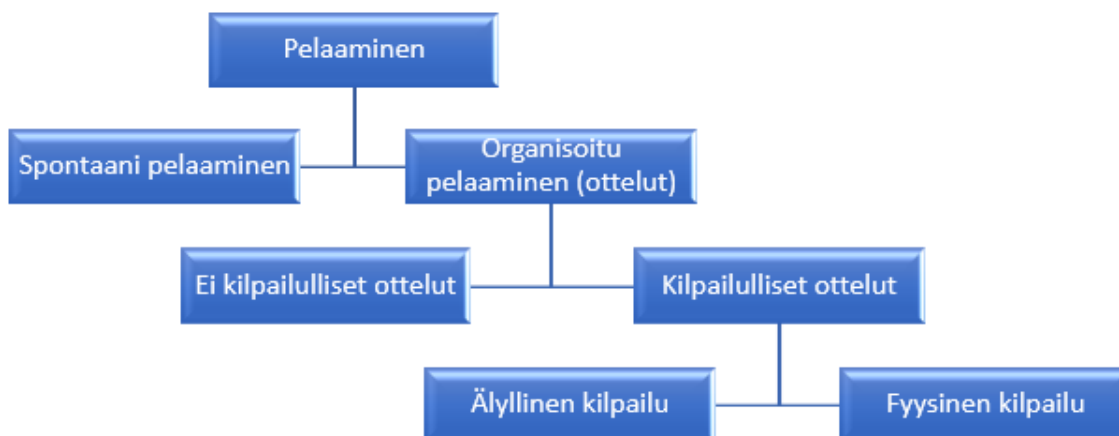 Pelaaminen
Spontaani pelaaminen
Organisoitu
pelaaminen (ottelut)
Ei kilpailulliset ottelut
Kilpailulliset ottelut
Älyllinen kilpailu
Fyysinen kilpailu